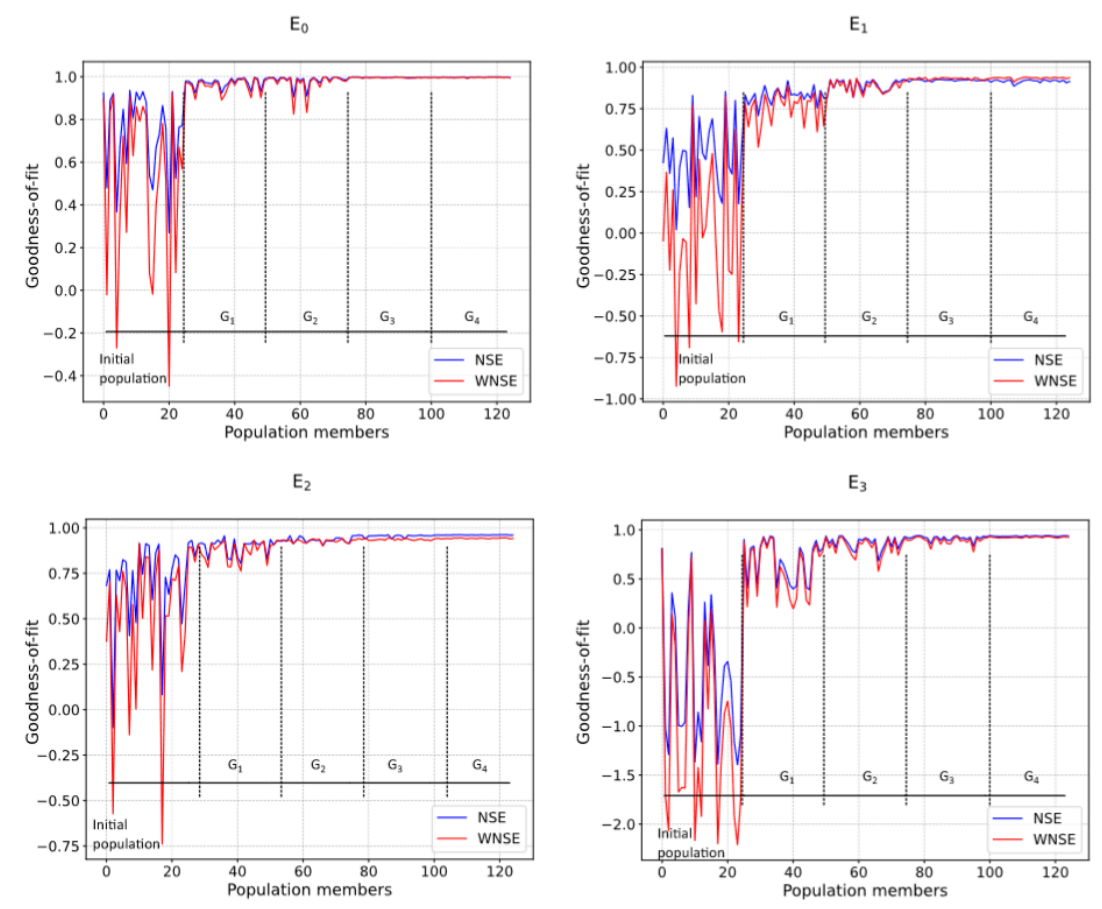 E₀
Goodness-of-fit
1.0
0.8
0.6
0.4
0.2
0.0
−0.2
−0.4
G₁ G₂ G₃ G₄
Initial
population
NSE
WNSE
0 20 40 60 80 100 120
Population members
E₁
Goodness-of-fit
1.00
0.75
0.50
0.25
0.00
−0.25
−0.50
−0.75
−1.00
G₁ G₂ G₃ G₄
Initial
population
NSE
WNSE
0 20 40 60 80 100 120
Population members
E₂
Goodness-of-fit
1.00
0.75
0.50
0.25
0.00
−0.25
−0.50
−0.75
G₁ G₂ G₃ G₄
Initial
population
NSE
WNSE
0 20 40 60 80 100 120
Population members
E₃
Goodness-of-fit
1.0
0.5
0.0
−0.5
−1.0
−1.5
−2.0
G₁ G₂ G₃ G₄
Initial
population
NSE
WNSE
0 20 40 60 80 100 120
Population members